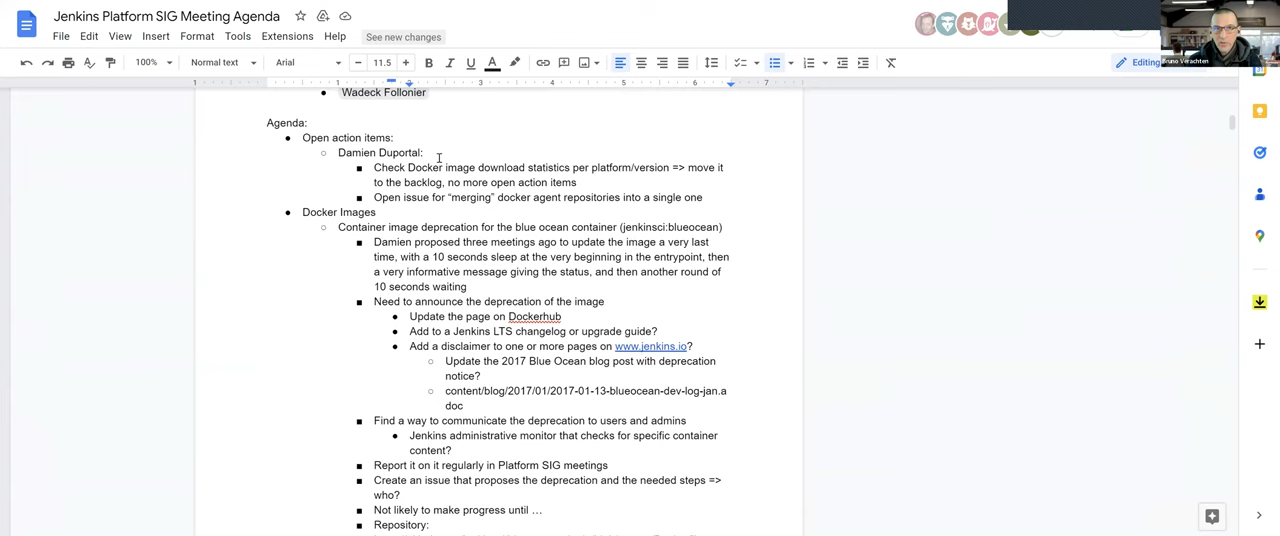 Jenkins Platform SIG Meeting Agenda
File Edit View Insert Format Tools Extensions Help See new changes
100% Normal text Arial 11.5 B I U A Editing
Bruno Verachten
1 1 2 3 4 5 6 7
Wadeck Follonier
Agenda:
Open action items:
Damien Duportal:
Check Docker image download statistics per platform/version => move it
to the backlog, no more open action items
Open issue for “merging” docker agent repositories into a single one
Docker Images
Container image deprecation for the blue ocean container (jenkinsci:blueocean)
Damien proposed three meetings ago to update the image a very last
time, with a 10 seconds sleep at the very beginning in the entrypoint, then
a very informative message giving the status, and then another round of
10 seconds waiting
Need to announce the deprecation of the image
Update the page on Dockerhub
Add to a Jenkins LTS changelog or upgrade guide?
Add a disclaimer to one or more pages on www.jenkins.io?
Update the 2017 Blue Ocean blog post with deprecation
notice?
content/blog/2017/01/2017-01-13-blueocean-dev-log-jan.a
doc
Find a way to communicate the deprecation to users and admins
Jenkins administrative monitor that checks for specific container
content?
Report it on it regularly in Platform SIG meetings
Create an issue that proposes the deprecation and the needed steps =>
who?
Not likely to make progress until …
Repository: